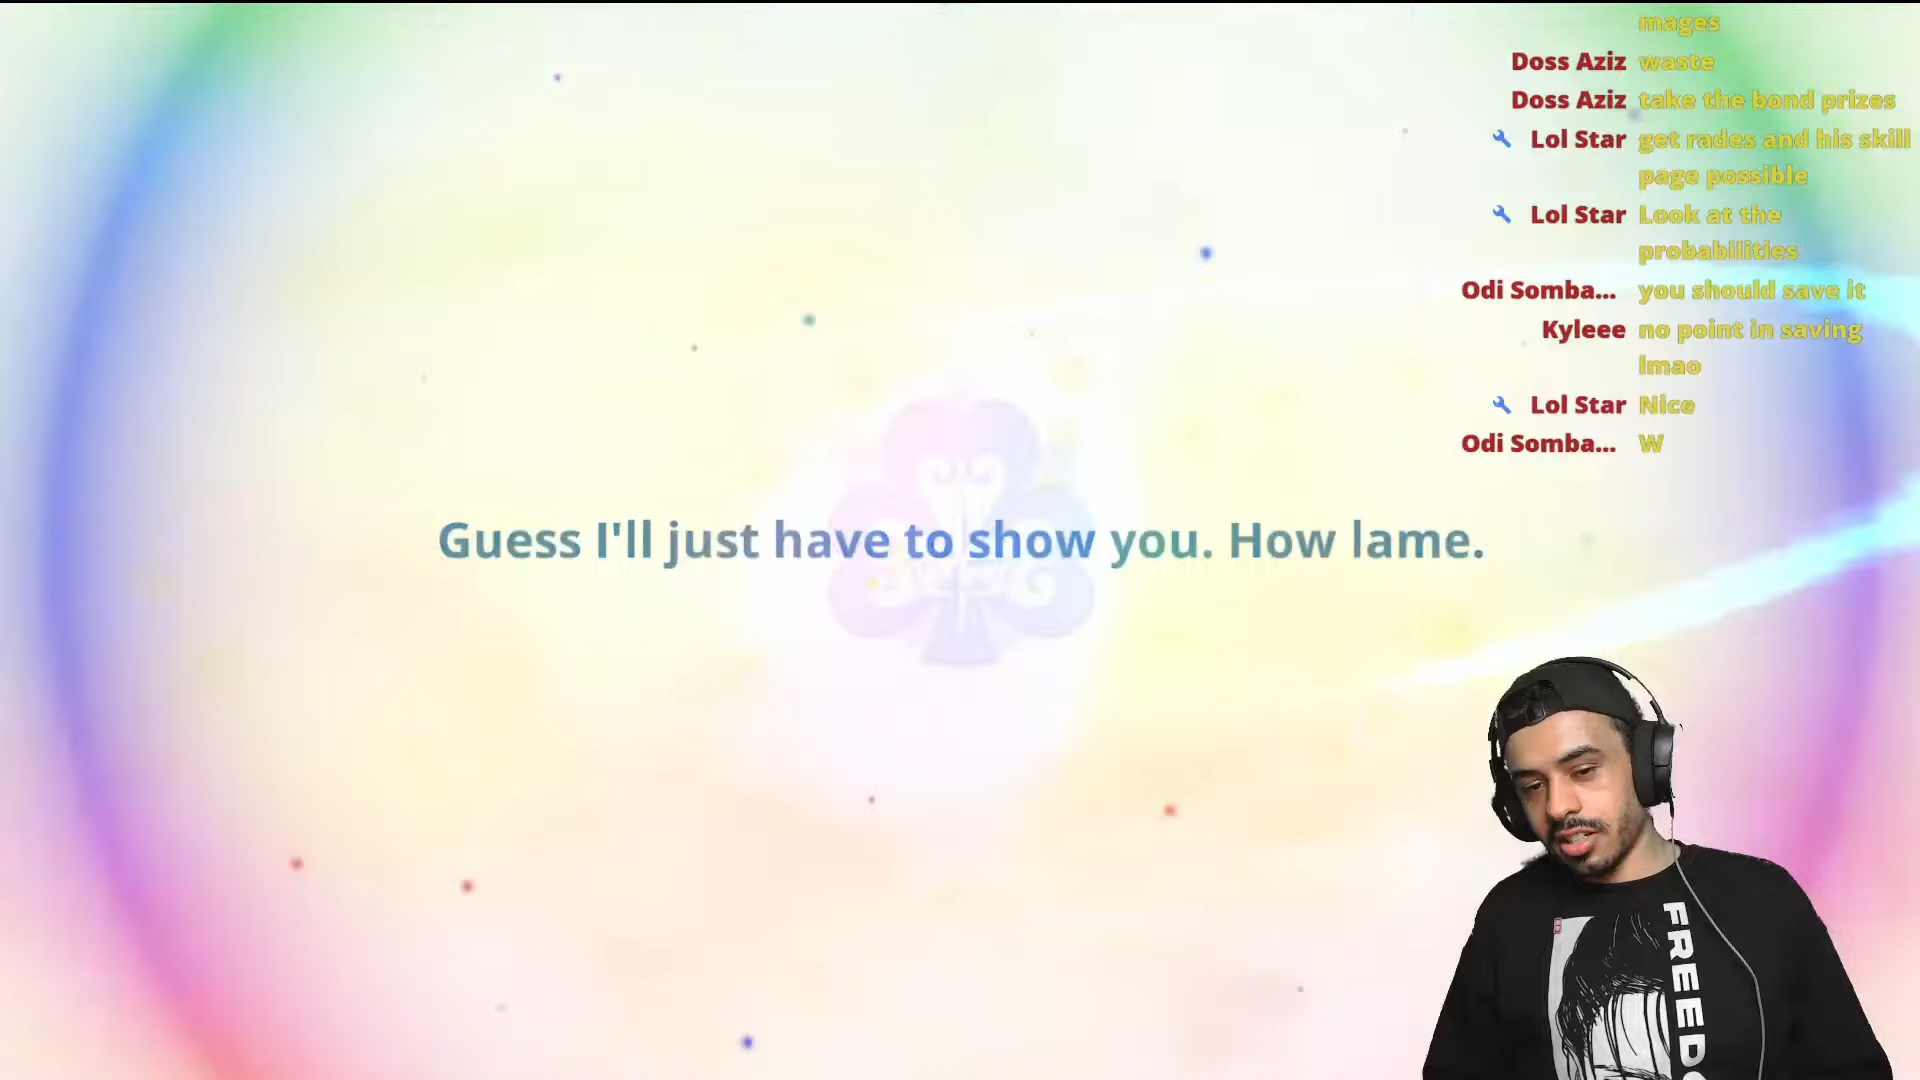 mages
Doss Aziz waste
Doss Aziz take the bond prizes
Lol Star get rades and his skill
page possible
Lol Star Look at the
probabilities
Odi Somba... you should save it
Kyleee no point in saving
lmao
Lol Star Nice
Odi Somba... W
Guess I'll just have to show you. How lame.
FREEDO